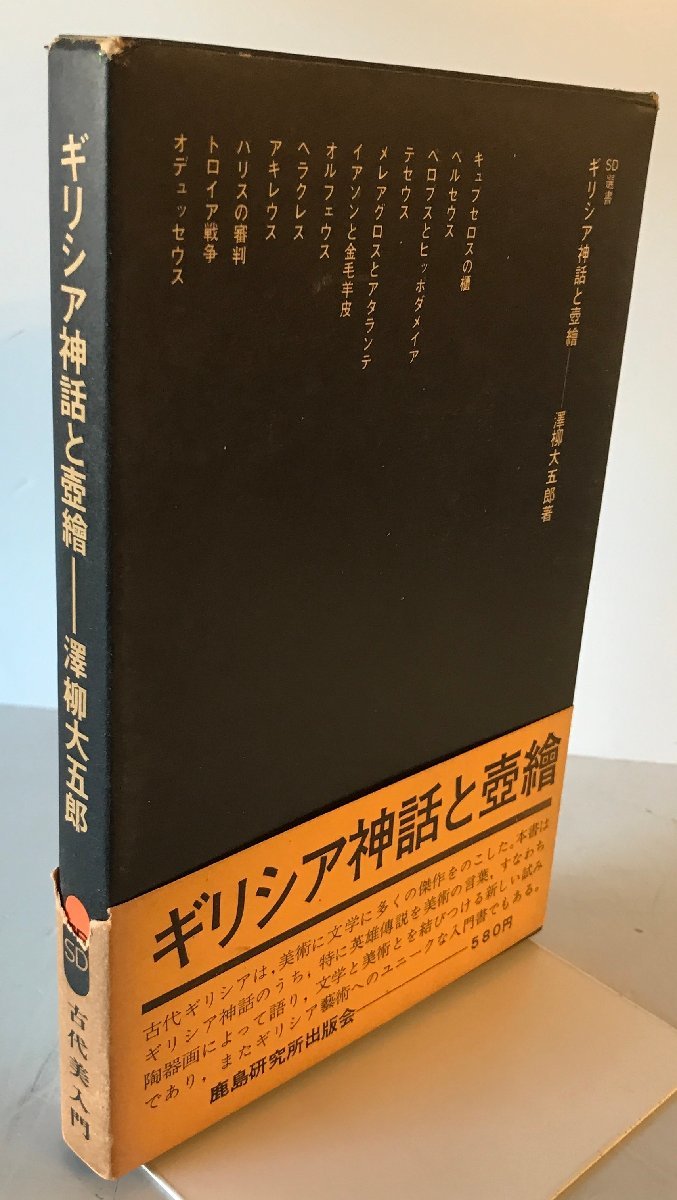 SD選書
ギリシア神話と壺繪──澤柳大五郎著
キュプセロスの櫃
ペルセウス
ペロプスとヒッポダメイア
テセウス
メレアグロスとアタランテ
イアソンと金毛羊皮
オルフェウス
ヘラクレス
アキレウス
パリスの審判
トロイア戦争
オデュッセウス
ギリシア神話と壺繪──澤柳大五郎
SD
古代美入門
ギリシア神話と壺繪
古代ギリシアは，美術に文学に多くの傑作をのこした。本書は
ギリシア神話のうち，特に英雄傳説を美術の言葉，すなわち
陶器画によって語り，文学と美術とを結びつける新しい試み
であり，またギリシア藝術へのユニークな入門書でもある。
鹿島研究所出版会──580円